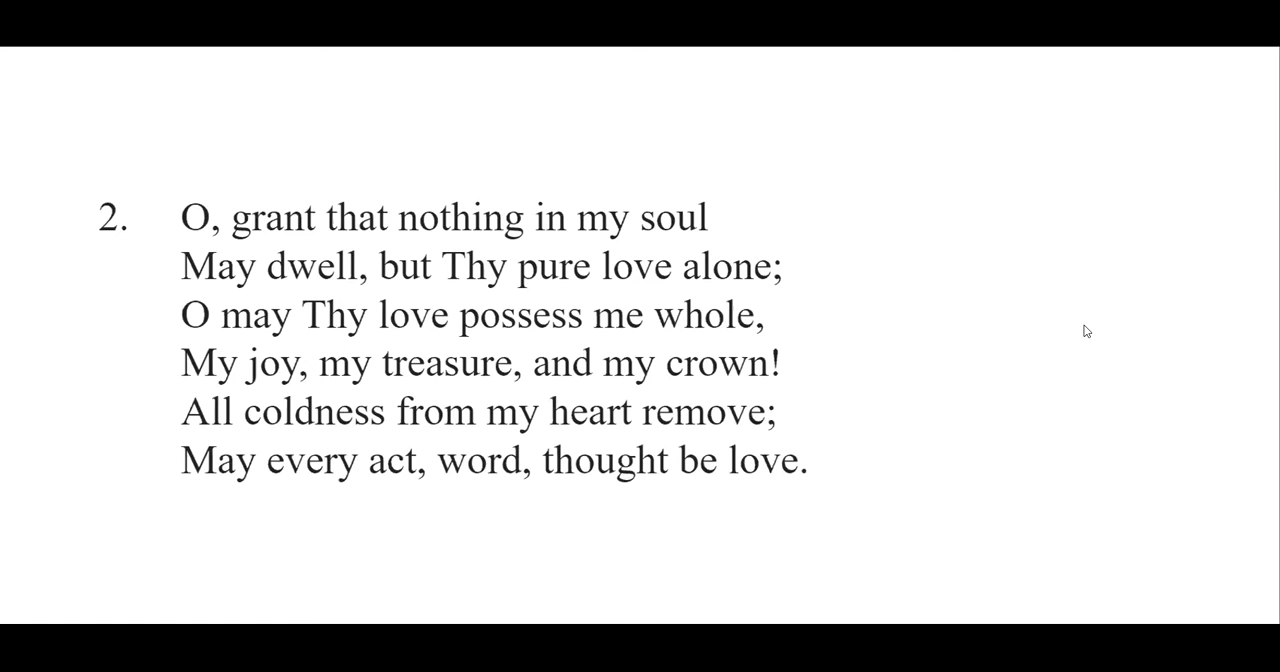 2. O, grant that nothing in my soul
May dwell, but Thy pure love alone;
O may Thy love possess me whole,
My joy, my treasure, and my crown!
All coldness from my heart remove;
May every act, word, thought be love.